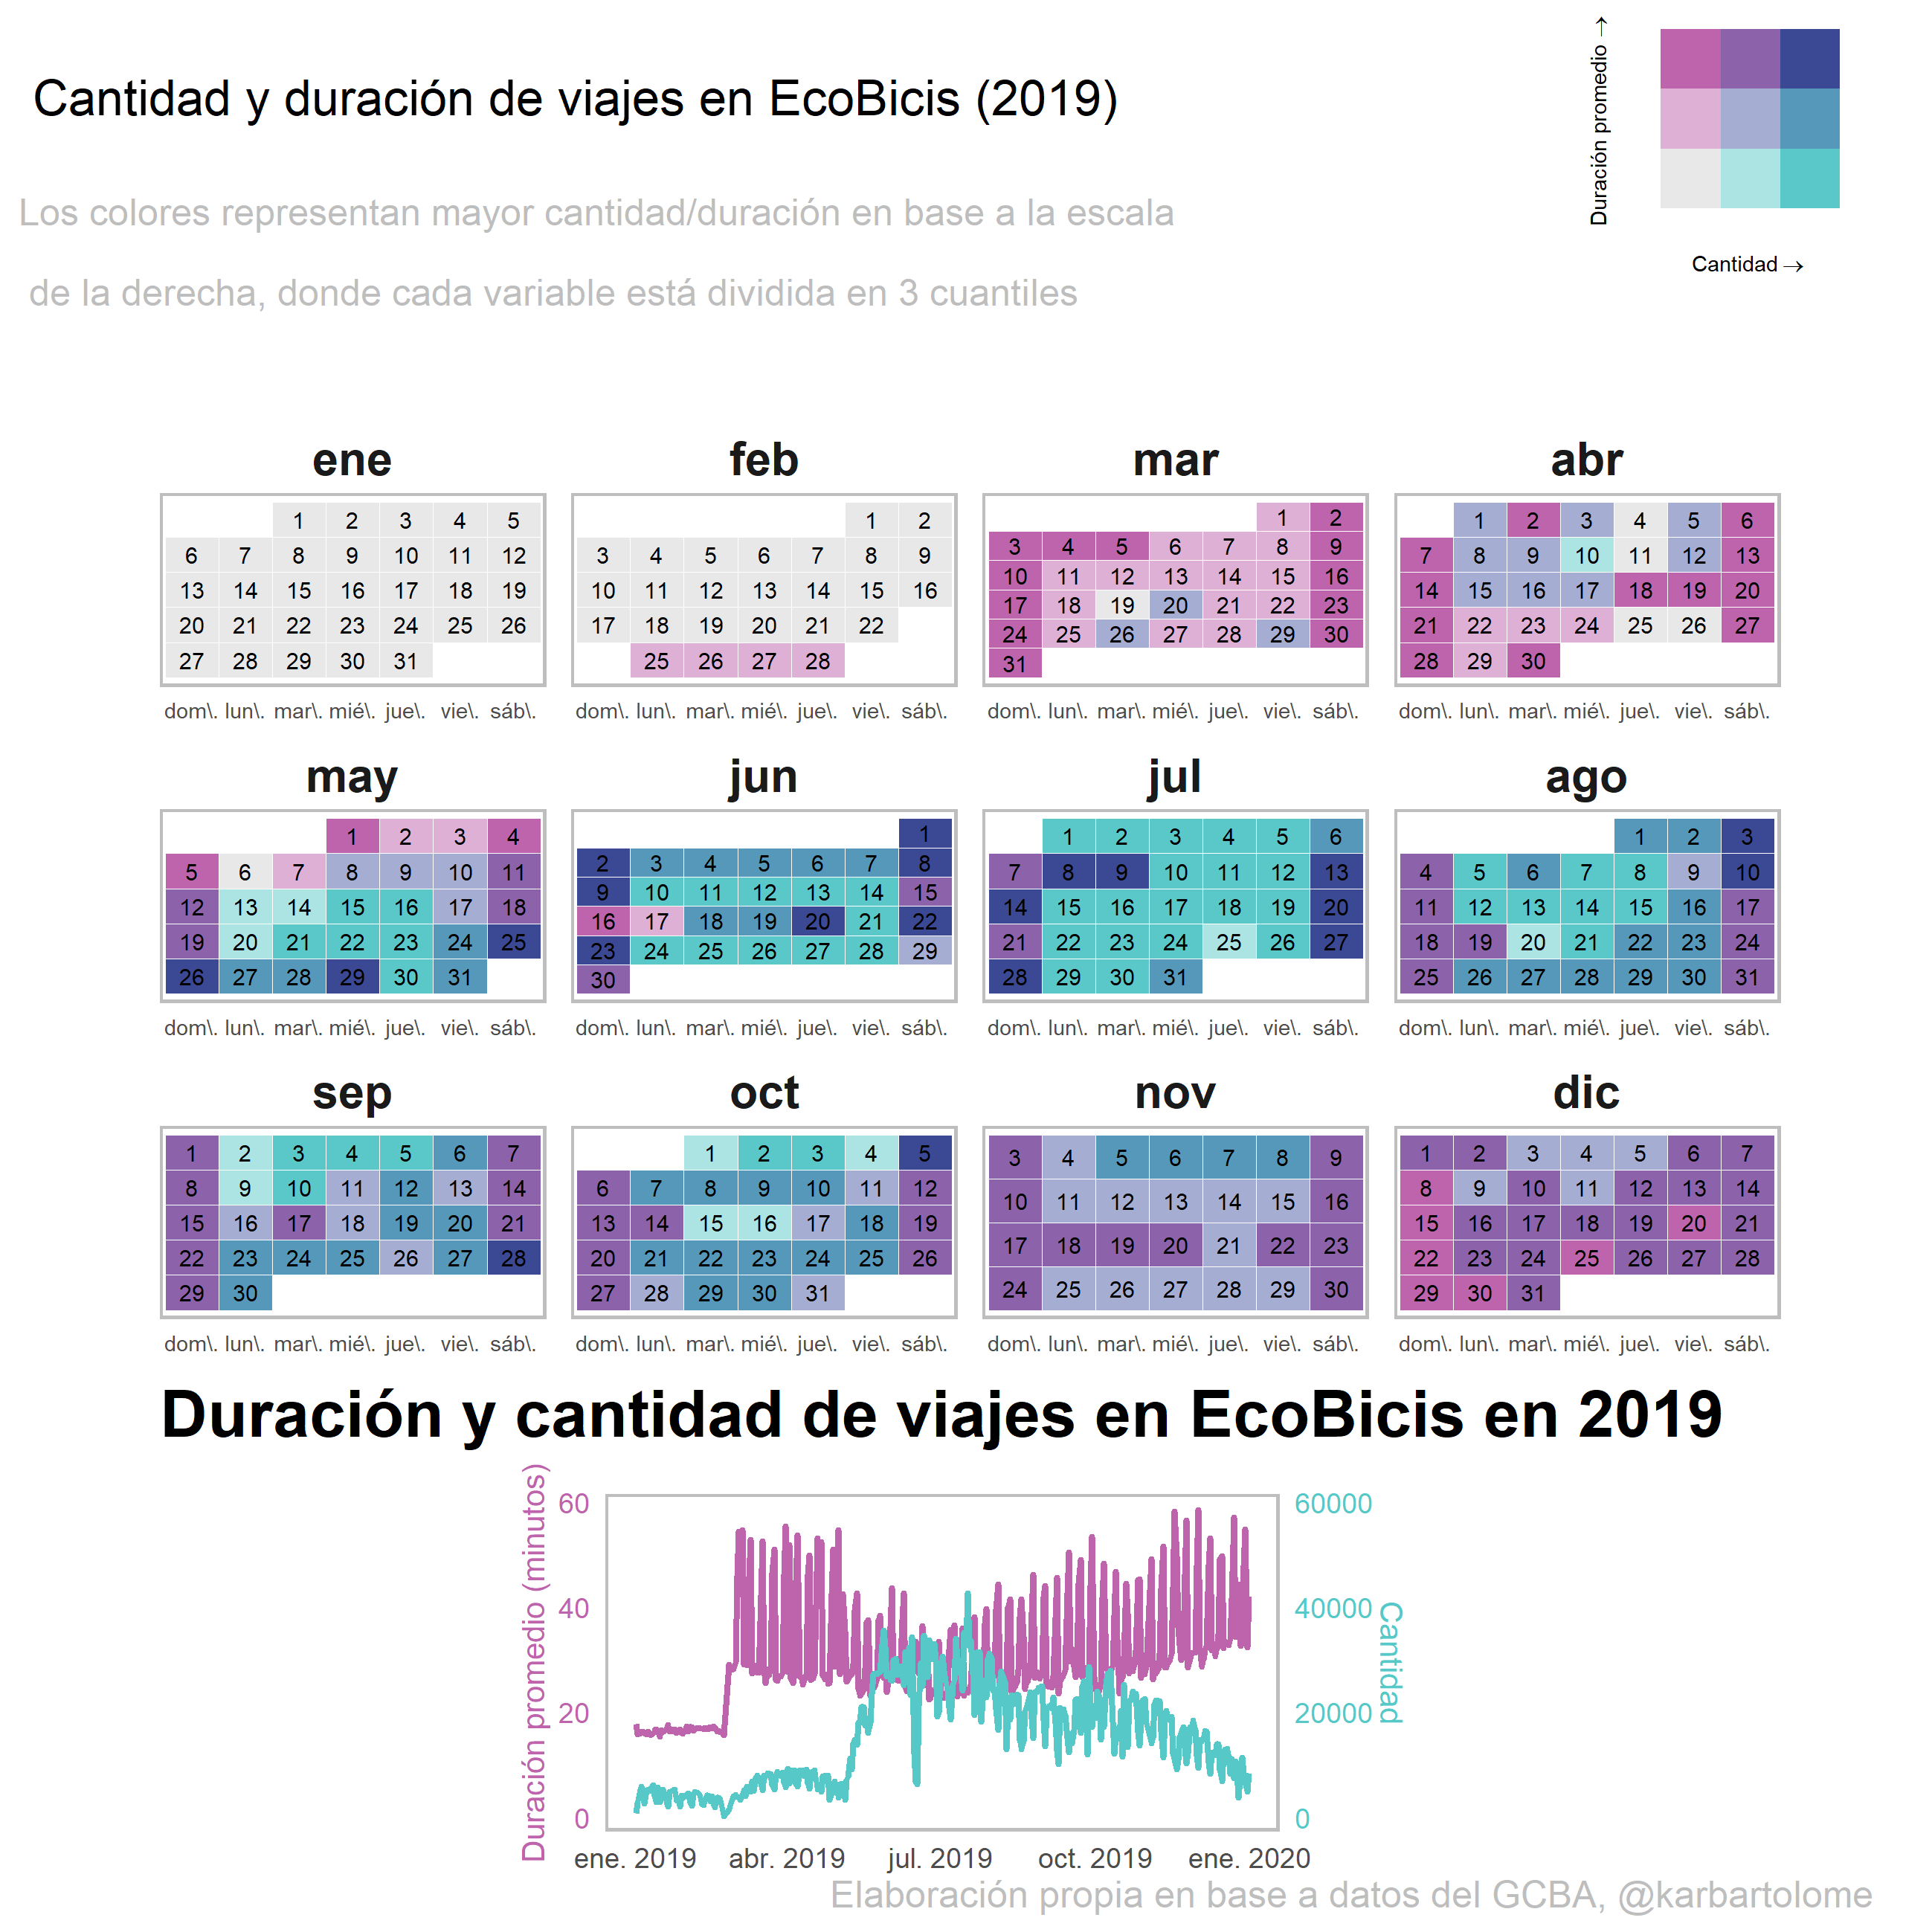 Cantidad y duración de viajes en EcoBicis (2019)
Los colores representan mayor cantidad/duración en base a la escala
de la derecha, donde cada variable está dividida en 3 cuantiles
Duración promedio →
Cantidad →
ene feb mar abr
1 2 3 4 5
6 7 8 9 10 11 12
13 14 15 16 17 18 19
20 21 22 23 24 25 26
27 28 29 30 31
dom\. lun\. mar\. mié\. jue\. vie\. sáb\.
1 2
3 4 5 6 7 8 9
10 11 12 13 14 15 16
17 18 19 20 21 22
25 26 27 28
dom\. lun\. mar\. mié\. jue\. vie\. sáb\.
1 2
3 4 5 6 7 8 9
10 11 12 13 14 15 16
17 18 19 20 21 22 23
24 25 26 27 28 29 30
31
dom\. lun\. mar\. mié\. jue\. vie\. sáb\.
1 2 3 4 5 6
7 8 9 10 11 12 13
14 15 16 17 18 19 20
21 22 23 24 25 26 27
28 29 30
dom\. lun\. mar\. mié\. jue\. vie\. sáb\.
may jun jul ago
1 2 3 4
5 6 7 8 9 10 11
12 13 14 15 16 17 18
19 20 21 22 23 24 25
26 27 28 29 30 31
dom\. lun\. mar\. mié\. jue\. vie\. sáb\.
1
2 3 4 5 6 7 8
9 10 11 12 13 14 15
16 17 18 19 20 21 22
23 24 25 26 27 28 29
30
dom\. lun\. mar\. mié\. jue\. vie\. sáb\.
1 2 3 4 5 6
7 8 9 10 11 12 13
14 15 16 17 18 19 20
21 22 23 24 25 26 27
28 29 30 31
dom\. lun\. mar\. mié\. jue\. vie\. sáb\.
1 2 3
4 5 6 7 8 9 10
11 12 13 14 15 16 17
18 19 20 21 22 23 24
25 26 27 28 29 30 31
dom\. lun\. mar\. mié\. jue\. vie\. sáb\.
sep oct nov dic
1 2 3 4 5 6 7
8 9 10 11 12 13 14
15 16 17 18 19 20 21
22 23 24 25 26 27 28
29 30
dom\. lun\. mar\. mié\. jue\. vie\. sáb\.
1 2 3 4 5
6 7 8 9 10 11 12
13 14 15 16 17 18 19
20 21 22 23 24 25 26
27 28 29 30 31
dom\. lun\. mar\. mié\. jue\. vie\. sáb\.
3 4 5 6 7 8 9
10 11 12 13 14 15 16
17 18 19 20 21 22 23
24 25 26 27 28 29 30
dom\. lun\. mar\. mié\. jue\. vie\. sáb\.
1 2 3 4 5 6 7
8 9 10 11 12 13 14
15 16 17 18 19 20 21
22 23 24 25 26 27 28
29 30 31
dom\. lun\. mar\. mié\. jue\. vie\. sáb\.
Duración y cantidad de viajes en EcoBicis en 2019
Duración promedio (minutos)
60
40
20
0
60000
40000
20000
0
Cantidad
ene. 2019 abr. 2019 jul. 2019 oct. 2019 ene. 2020
Elaboración propia en base a datos del GCBA, @karbartolome